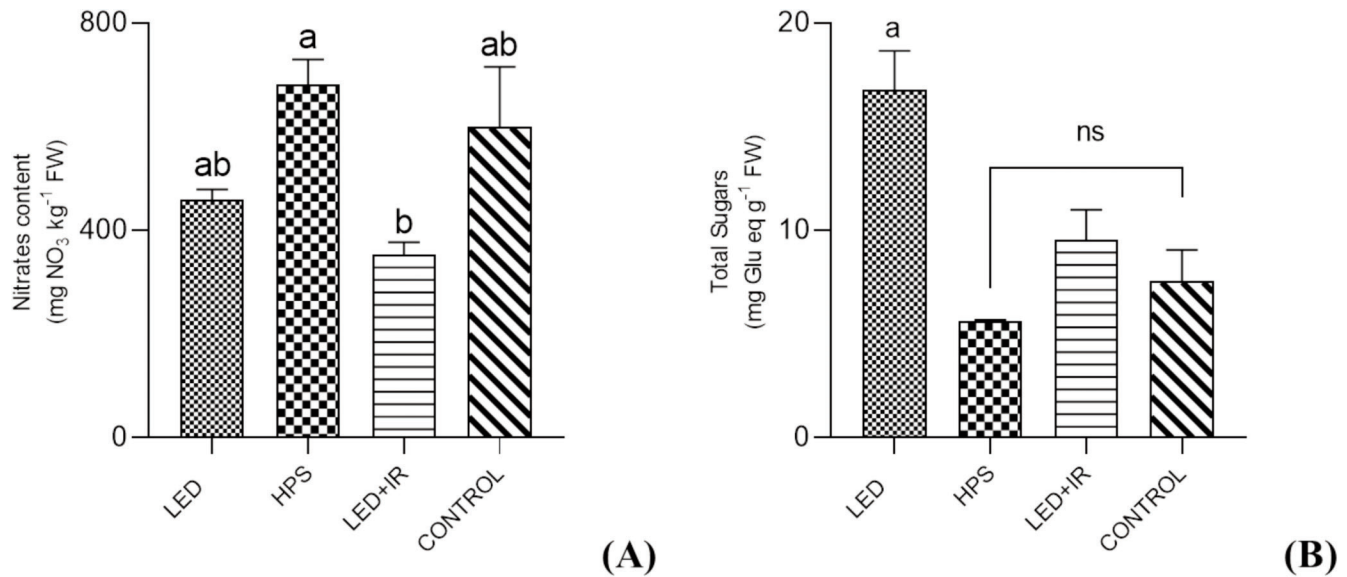 Nitrates content
(mg NO₃ kg⁻¹ FW)
800
400
0
ab
a
b
ab
LED
HPS
LED+IR
CONTROL
(A)
Total Sugars
(mg Glu eq g⁻¹ FW)
20
10
0
a
ns
LED
HPS
LED+IR
CONTROL
(B)